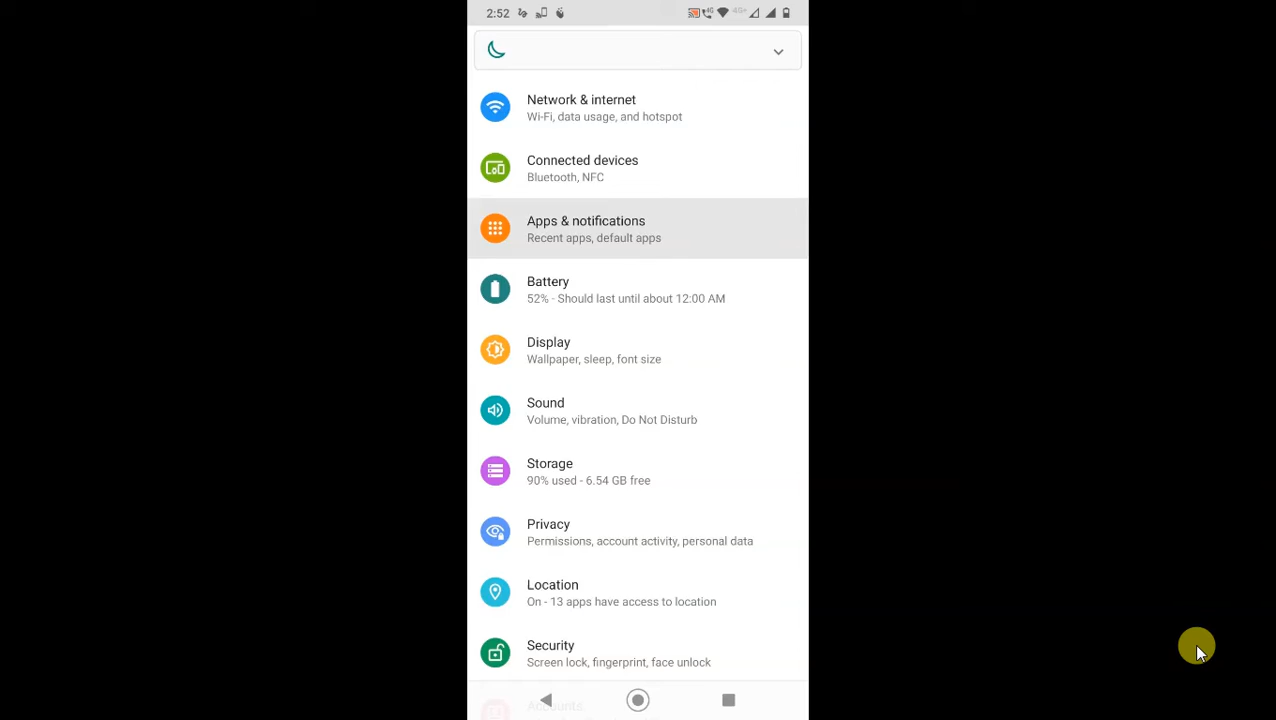 2:52
4G
4G+
Network & internet
Wi-Fi, data usage, and hotspot
Connected devices
Bluetooth, NFC
Apps & notifications
Recent apps, default apps
Battery
52% - Should last until about 12:00 AM
Display
Wallpaper, sleep, font size
Sound
Volume, vibration, Do Not Disturb
Storage
90% used - 6.54 GB free
Privacy
Permissions, account activity, personal data
Location
On - 13 apps have access to location
Security
Screen lock, fingerprint, face unlock
Accounts